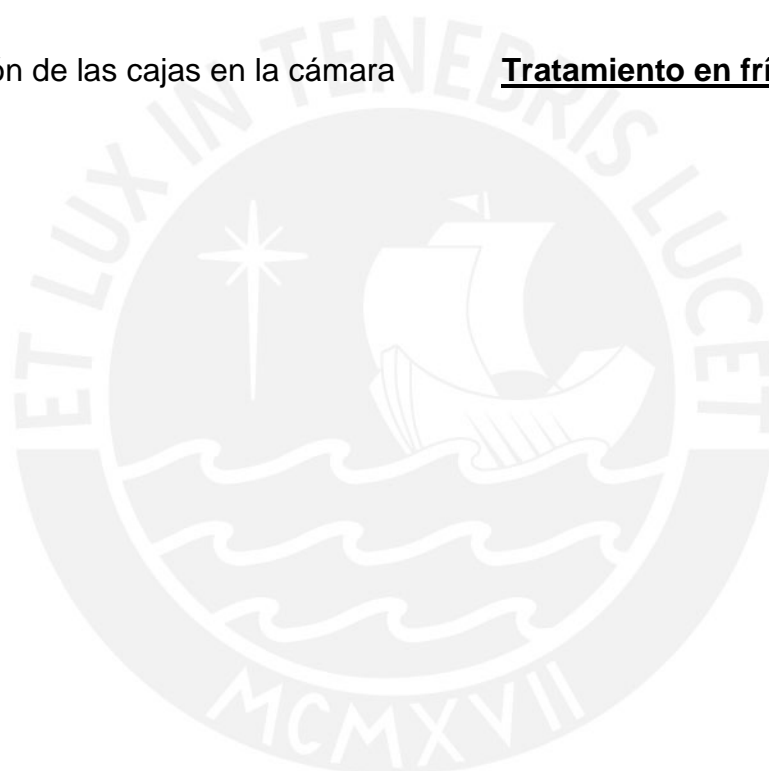 on de las cajas en la cámara Tratamiento en frí
ET LUX IN TENEBRIS LUCET
MCMXVII